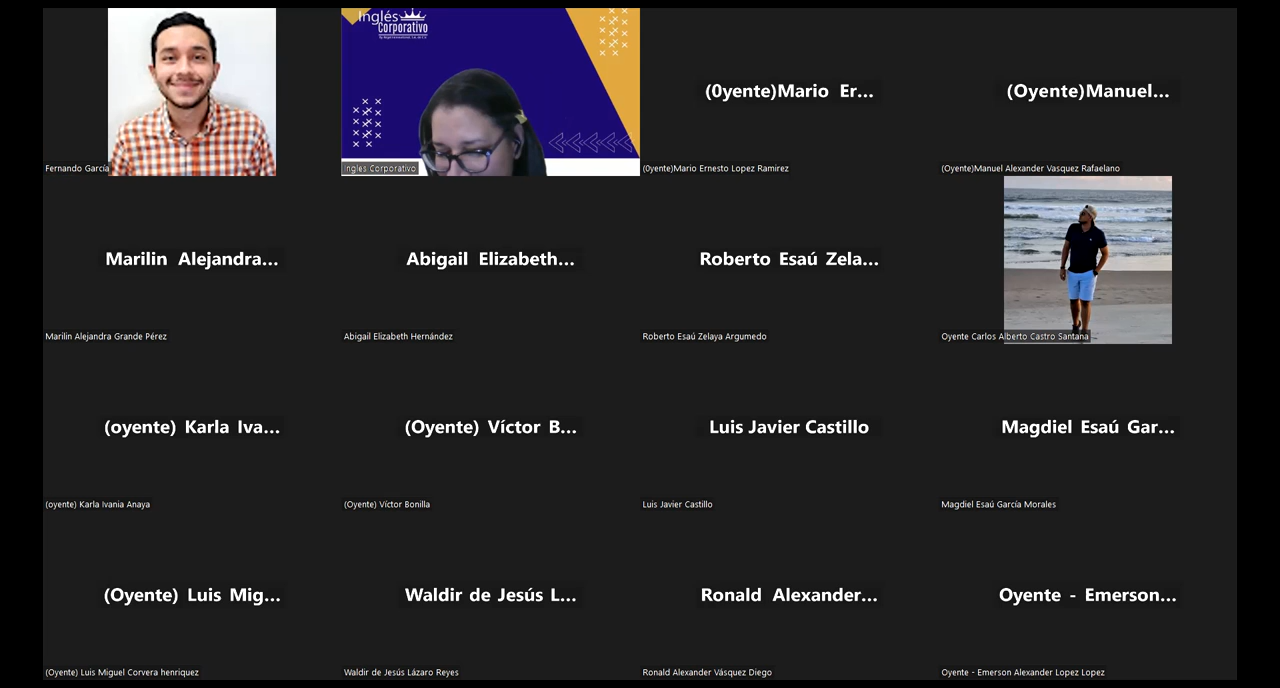 Inglés
Corporativo
Fernando García
Inglés Corporativo
(0yente)Mario Er...
(0yente)Mario Ernesto Lopez Ramirez
(Oyente)Manuel...
(Oyente)Manuel Alexander Vasquez Rafaelano
Marilin Alejandra...
Marilin Alejandra Grande Pérez
Abigail Elizabeth...
Abigail Elizabeth Hernández
Roberto Esaú Zela...
Roberto Esaú Zelaya Argumedo
Oyente Carlos Alberto Castro Santana
(oyente) Karla Iva...
(oyente) Karla Ivania Anaya
(Oyente) Víctor B...
(Oyente) Víctor Bonilla
Luis Javier Castillo
Luis Javier Castillo
Magdiel Esaú Gar...
Magdiel Esaú García Morales
(Oyente) Luis Mig...
(Oyente) Luis Miguel Corvera henriquez
Waldir de Jesús L...
Waldir de Jesús Lázaro Reyes
Ronald Alexander...
Ronald Alexander Vásquez Diego
Oyente - Emerson...
Oyente - Emerson Alexander Lopez Lopez